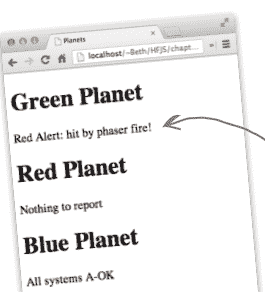 Planets
localhost/~Beth/HFJS/chapt...
Green Planet
Red Alert: hit by phaser fire!
Red Planet
Nothing to report
Blue Planet
All systems A-OK